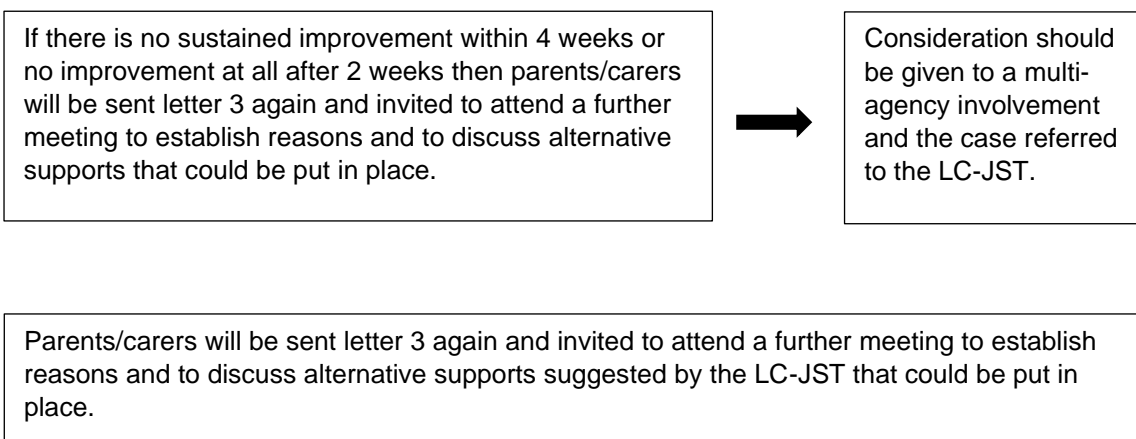 If there is no sustained improvement within 4 weeks or
no improvement at all after 2 weeks then parents/carers
will be sent letter 3 again and invited to attend a further
meeting to establish reasons and to discuss alternative
supports that could be put in place.
Consideration should
be given to a multi-
agency involvement
and the case referred
to the LC-JST.
Parents/carers will be sent letter 3 again and invited to attend a further meeting to establish
reasons and to discuss alternative supports suggested by the LC-JST that could be put in
place.